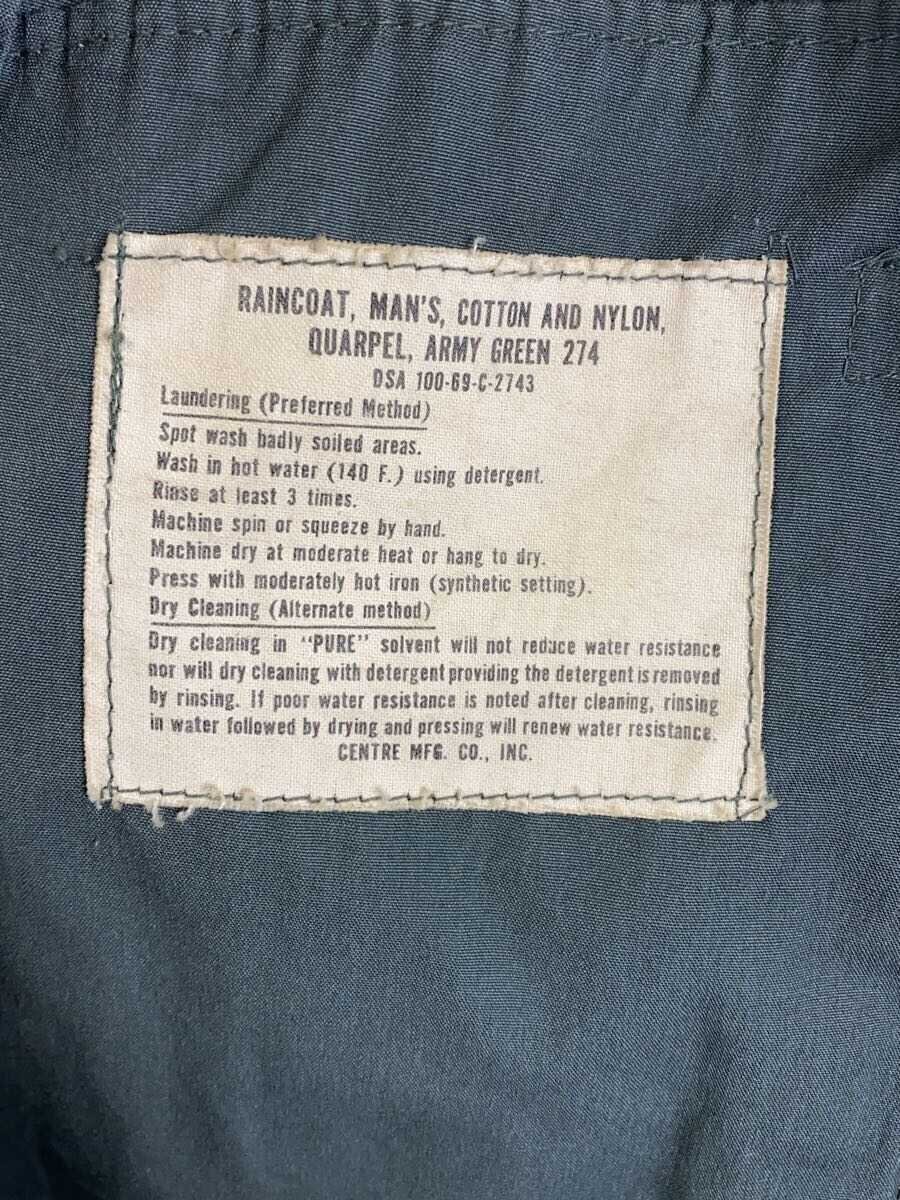 RAINCOAT, MAN'S, COTTON AND NYLON,
QUARPEL, ARMY GREEN 274
DSA 100-69-C-2743
Laundering (Preferred Method)
Spot wash badly soiled areas.
Wash in hot water (140 F.) using detergent.
Rinse at least 3 times.
Machine spin or squeeze by hand.
Machine dry at moderate heat or hang to dry.
Press with moderately hot iron (synthetic setting).
Dry Cleaning (Alternate method)
Dry cleaning in “PURE” solvent will not reduce water resistance
nor will dry cleaning with detergent providing the detergent is removed
by rinsing. If poor water resistance is noted after cleaning, rinsing
in water followed by drying and pressing will renew water resistance.
CENTRE MFG. CO., INC.